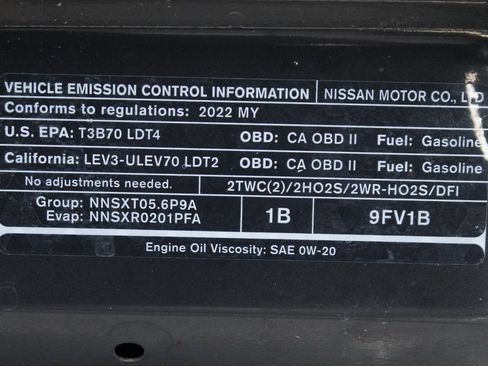 VEHICLE EMISSION CONTROL INFORMATION NISSAN MOTOR CO., LTD
Conforms to regulations: 2022 MY
U.S. EPA: T3B70 LDT4 OBD: CA OBD II Fuel: Gasoline
California: LEV3-ULEV70 LDT2 OBD: CA OBD II Fuel: Gasoline
No adjustments needed. 2TWC(2)/2HO2S/2WR-HO2S/DFI
Group: NNSXT05.6P9A
Evap: NNSXR0201PFA
1B 9FV1B
Engine Oil Viscosity: SAE 0W-20